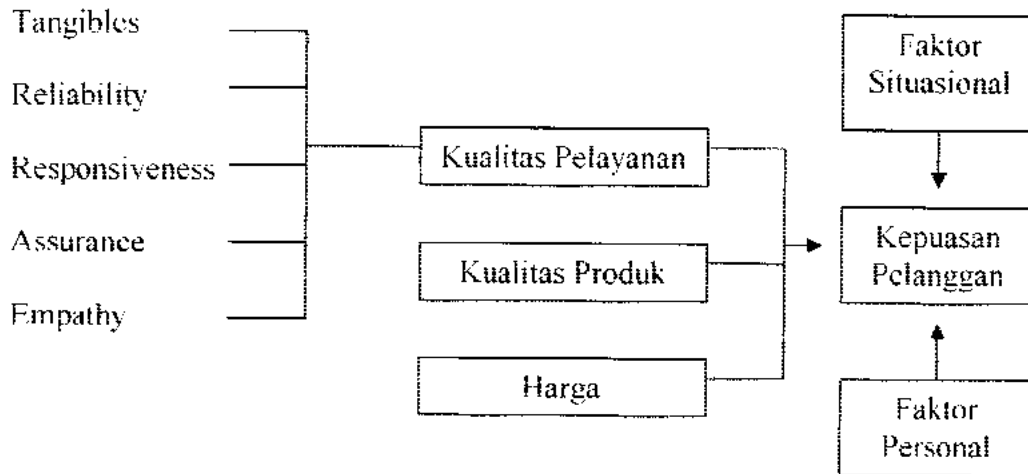 Tangibles
Reliability
Responsiveness
Assurance
Empathy
Kualitas Pelayanan
Kualitas Produk
Harga
Faktor
Situasional
Kepuasan
Pelanggan
Faktor
Personal